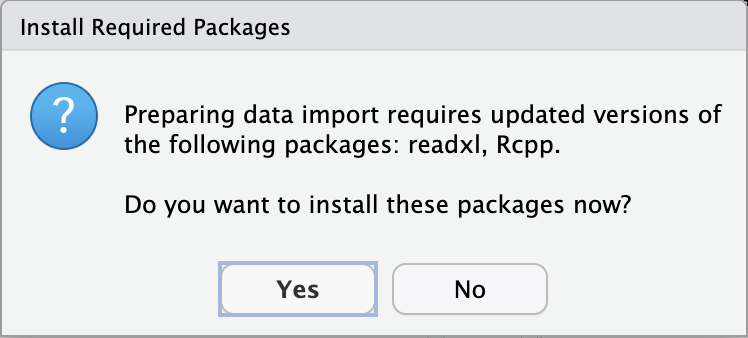 Install Required Packages
?
Preparing data import requires updated versions of
the following packages: readxl, Rcpp.
Do you want to install these packages now?
Yes
No